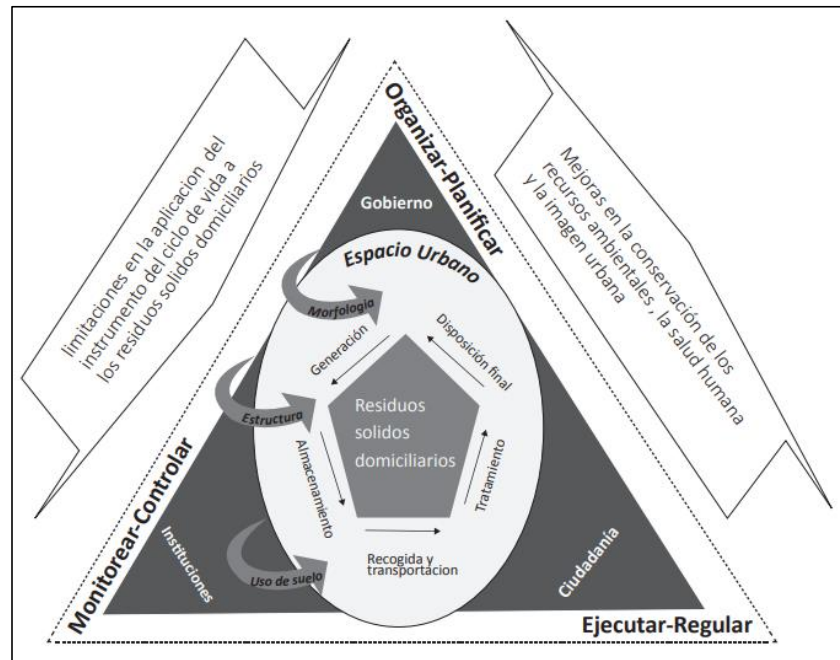 limitaciones en la aplicacion del
instrumento del ciclo de vida a
los residuos solidos domiciliarios
Organizar-Planificar
Mejoras en la conservación de los
recursos ambientales , la salud humana
y la imagen urbana
Gobierno
Espacio Urbano
Morfologia
Generación
Disposición final
Estructura
Residuos
solidos
domiciliarios
Almacenamiento
Tratamiento
Recogida y
transportacion
Uso de suelo
Instituciones
Ciudadanía
Monitorear-Controlar
Ejecutar-Regular